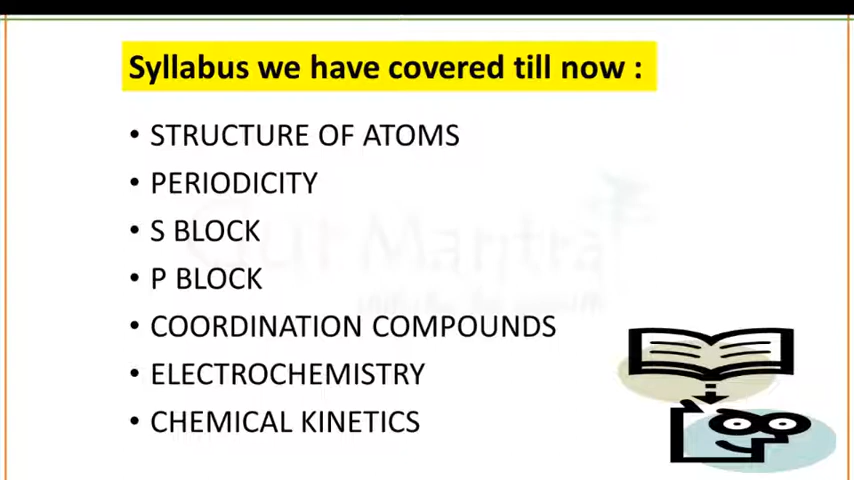 Syllabus we have covered till now :
• STRUCTURE OF ATOMS
• PERIODICITY
• S BLOCK
• P BLOCK
• COORDINATION COMPOUNDS
• ELECTROCHEMISTRY
• CHEMICAL KINETICS